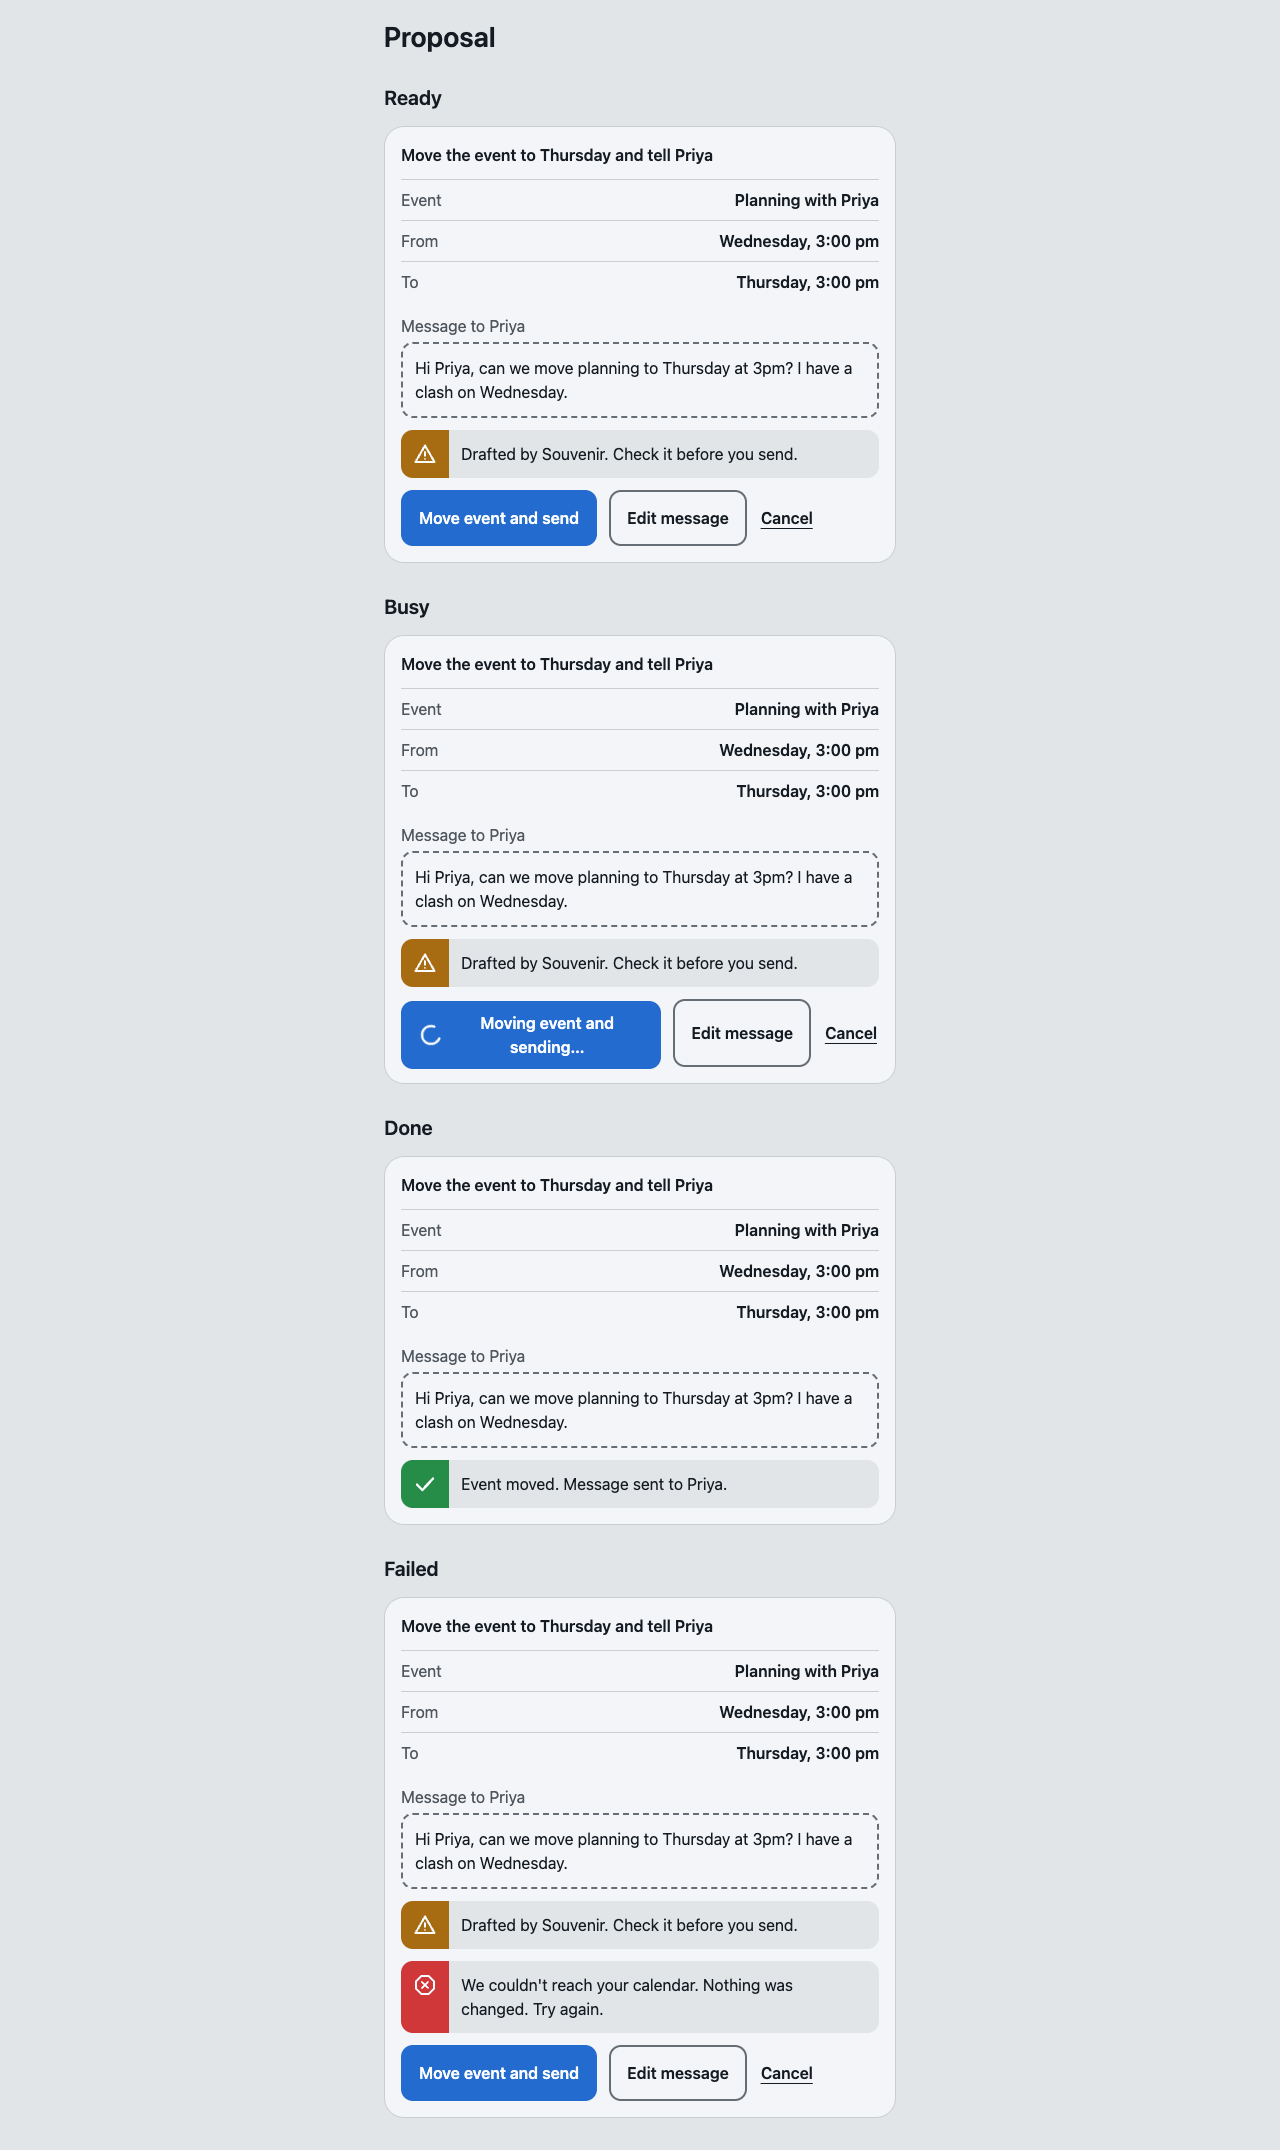 Proposal
Ready
Move the event to Thursday and tell Priya
Event Planning with Priya
From Wednesday, 3:00 pm
To Thursday, 3:00 pm
Message to Priya
Hi Priya, can we move planning to Thursday at 3pm? I have a
clash on Wednesday.
Drafted by Souvenir. Check it before you send.
Move event and send Edit message Cancel
Busy
Move the event to Thursday and tell Priya
Event Planning with Priya
From Wednesday, 3:00 pm
To Thursday, 3:00 pm
Message to Priya
Hi Priya, can we move planning to Thursday at 3pm? I have a
clash on Wednesday.
Drafted by Souvenir. Check it before you send.
Moving event and
sending... Edit message Cancel
Done
Move the event to Thursday and tell Priya
Event Planning with Priya
From Wednesday, 3:00 pm
To Thursday, 3:00 pm
Message to Priya
Hi Priya, can we move planning to Thursday at 3pm? I have a
clash on Wednesday.
Event moved. Message sent to Priya.
Failed
Move the event to Thursday and tell Priya
Event Planning with Priya
From Wednesday, 3:00 pm
To Thursday, 3:00 pm
Message to Priya
Hi Priya, can we move planning to Thursday at 3pm? I have a
clash on Wednesday.
Drafted by Souvenir. Check it before you send.
We couldn't reach your calendar. Nothing was
changed. Try again.
Move event and send Edit message Cancel